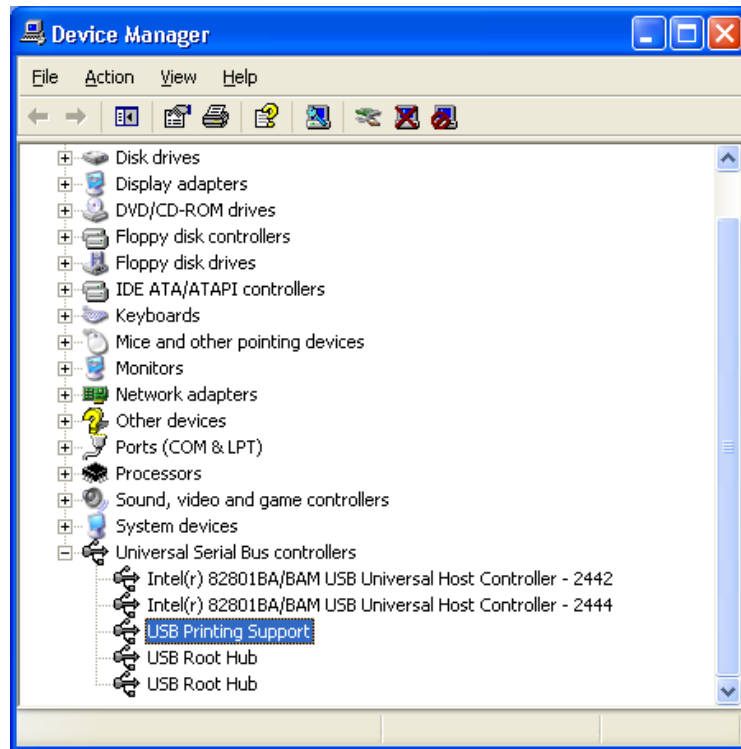 Device Manager
File Action View Help
Disk drives
Display adapters
DVD/CD-ROM drives
Floppy disk controllers
Floppy disk drives
IDE ATA/ATAPI controllers
Keyboards
Mice and other pointing devices
Monitors
Network adapters
Other devices
Ports (COM & LPT)
Processors
Sound, video and game controllers
System devices
Universal Serial Bus controllers
Intel(r) 82801BA/BAM USB Universal Host Controller - 2442
Intel(r) 82801BA/BAM USB Universal Host Controller - 2444
USB Printing Support
USB Root Hub
USB Root Hub